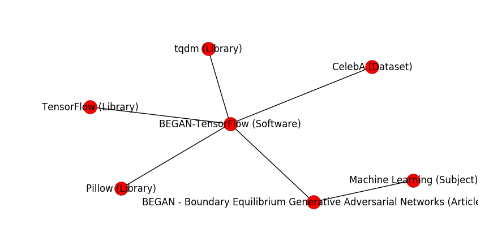 tqdm (Library)
CelebA (Dataset)
TensorFlow (Library)
BEGAN-TensorFlow (Software)
Machine Learning (Subject)
Pillow (Library)
BEGAN - Boundary Equilibrium Generative Adversarial Networks (Article